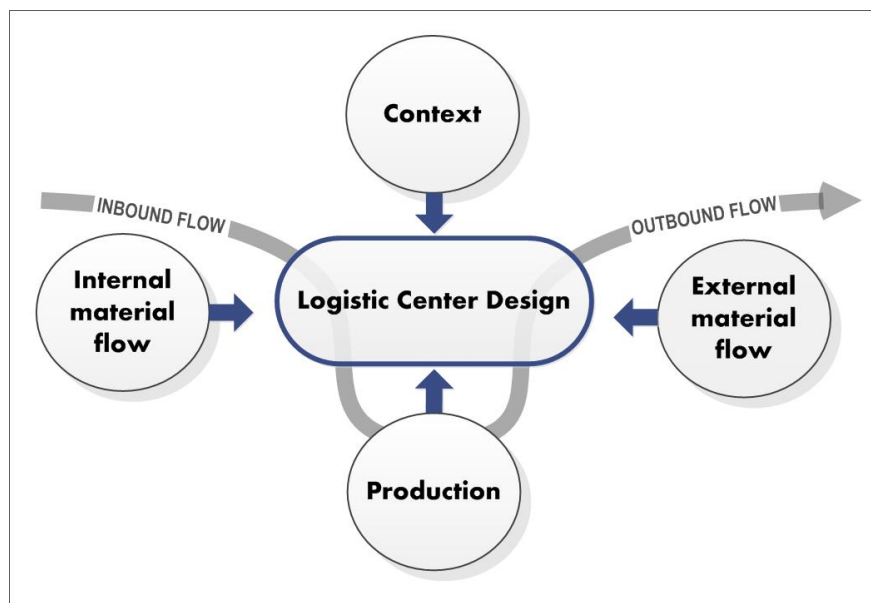 Context
INBOUND FLOW
OUTBOUND FLOW
Internal
material
flow
Logistic Center Design
External
material
flow
Production